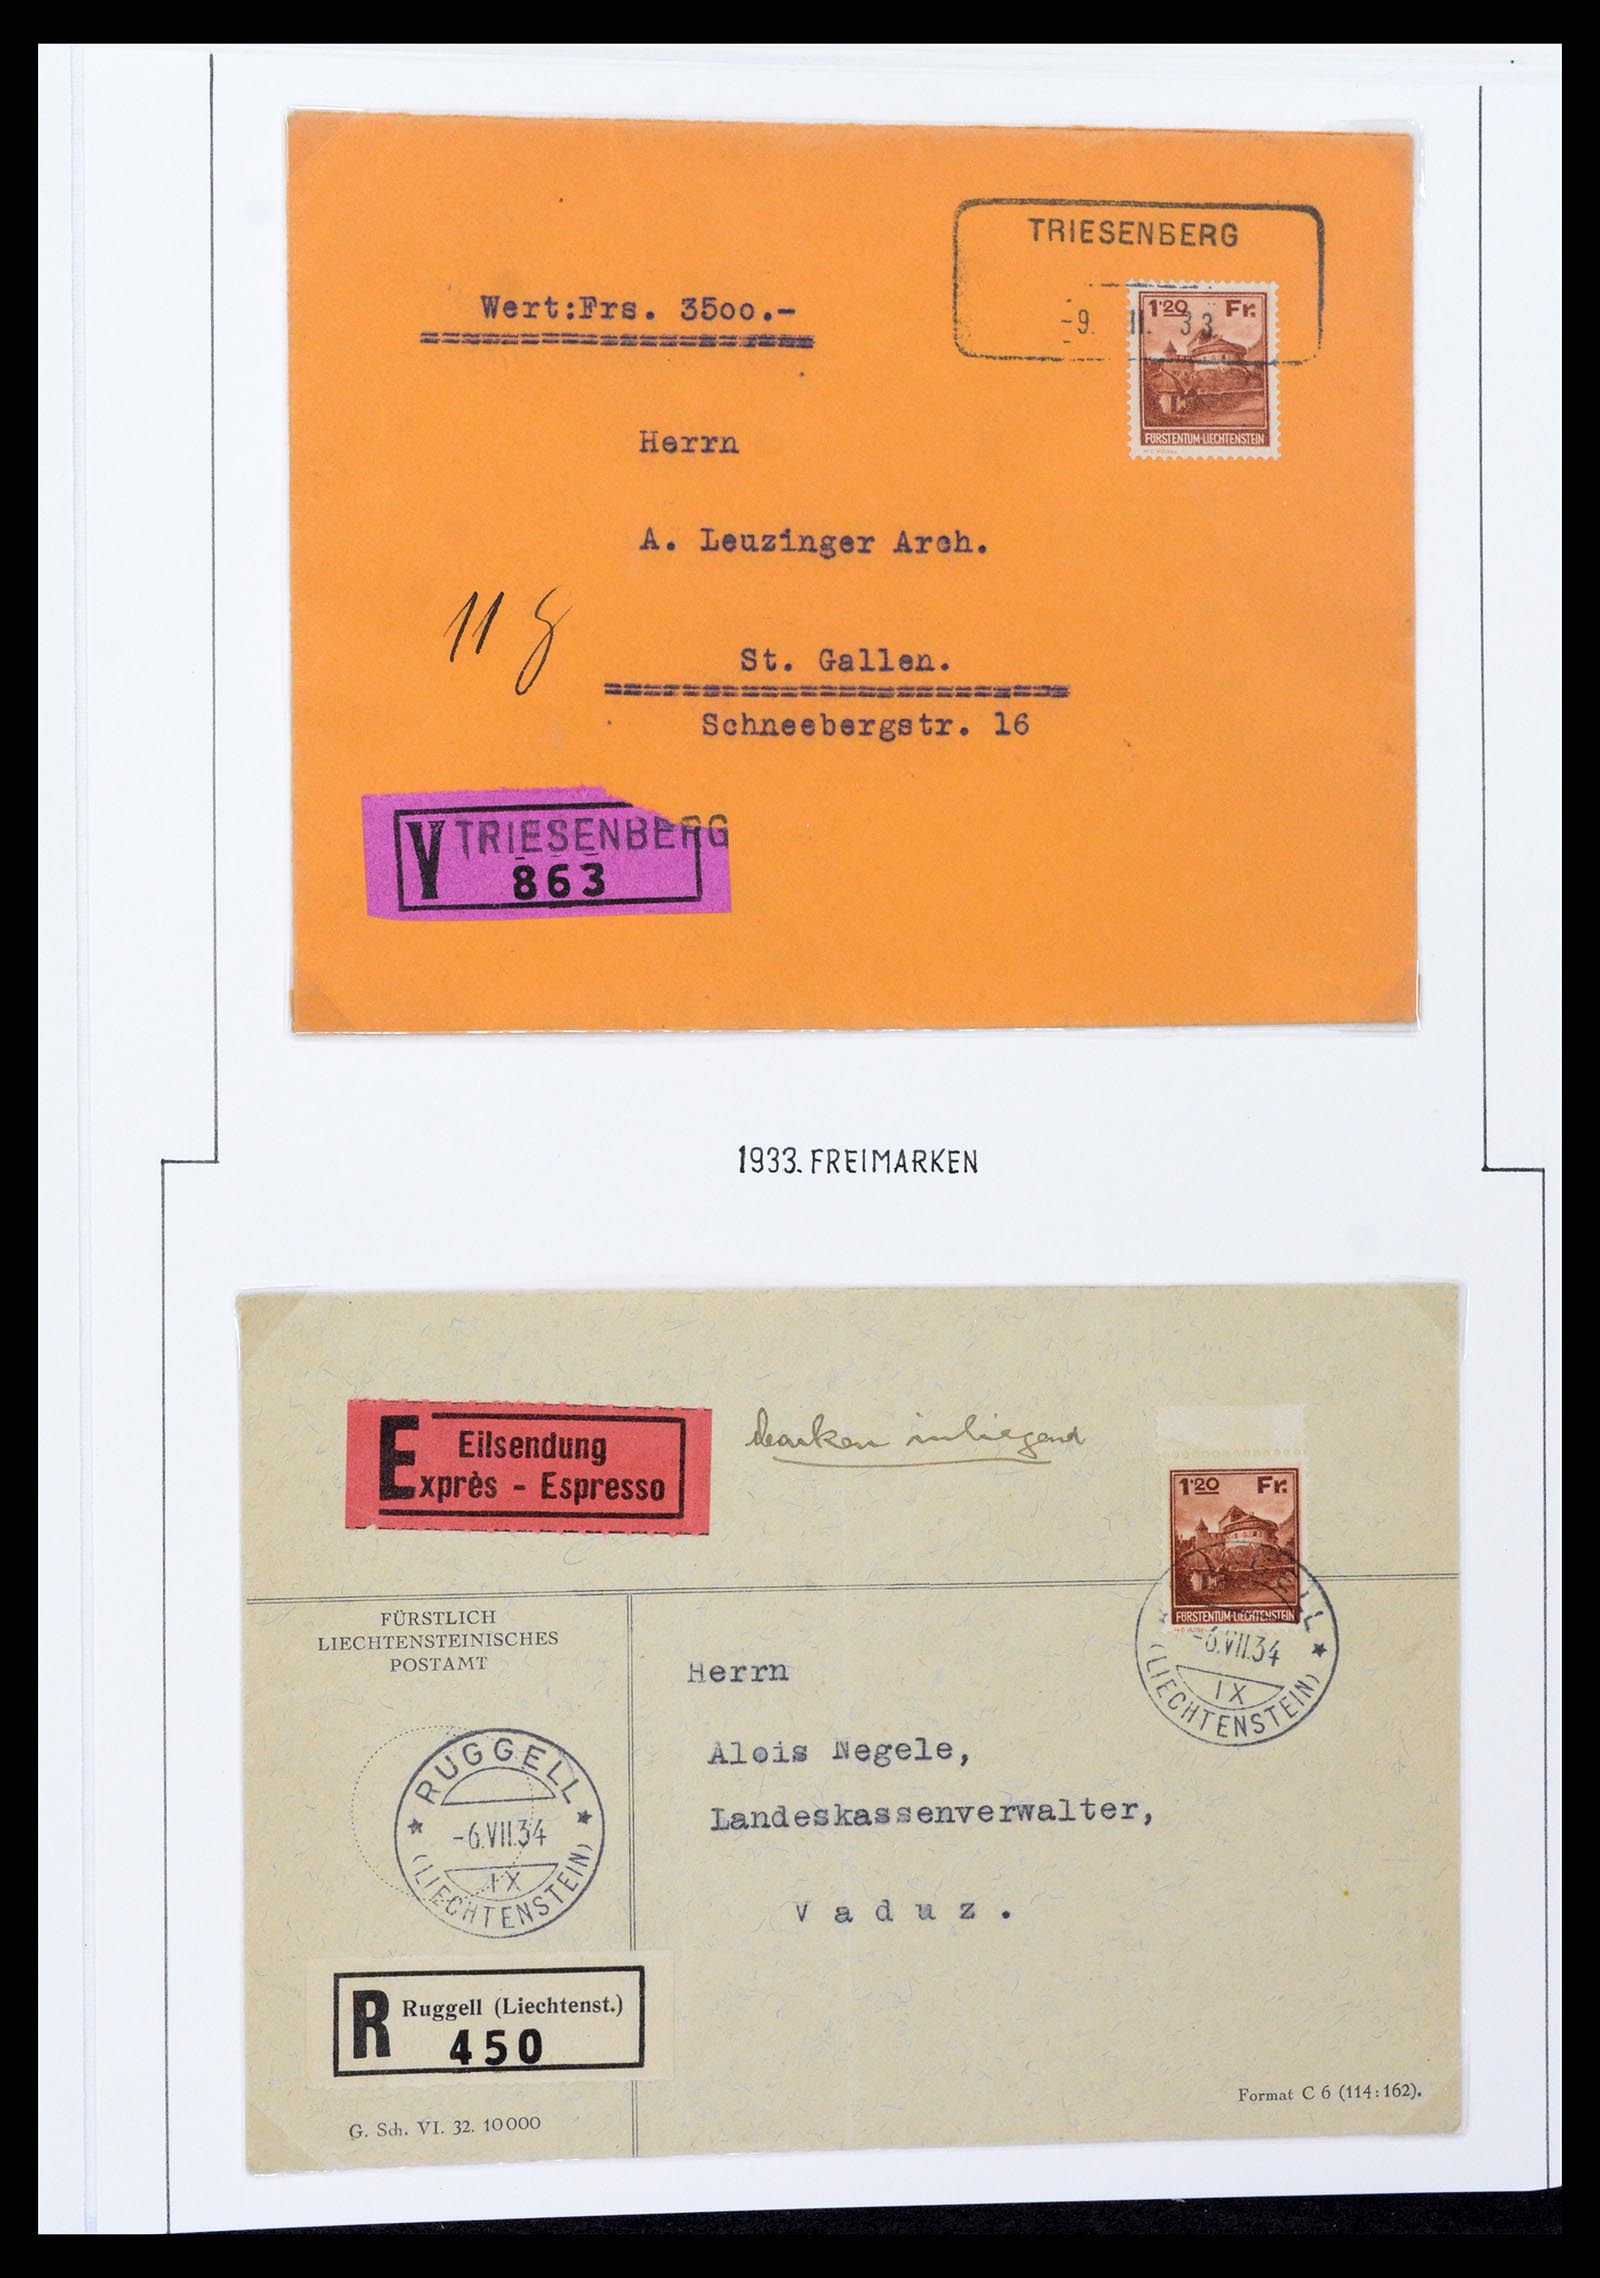 TRIESENBERG
Wert:Frs. 3500.-
1'20 Fr.
-9. II. 33
FÜRSTENTUM·LIECHTENSTEIN
Herrn
A. Leuzinger Arch.
11 g
St. Gallen.
Schneebergstr. 16
V TRIESENBERG
863
1933. FREIMARKEN
E Eilsendung
Exprès - Espresso
Marken inliegend
1'20 Fr.
FÜRSTENTUM·LIECHTENSTEIN
-6.VII.34
IX
(LIECHTENSTEIN)
FÜRSTLICH
LIECHTENSTEINISCHES
POSTAMT
Herrn
Alois Negele,
Landeskassenverwalter,
Vaduz.
RUGGELL
-6.VII.34
IX
(LIECHTENSTEIN)
R Ruggell (Liechtenst.)
450
Format C 6 (114:162).
G. Sch. VI. 32. 10000